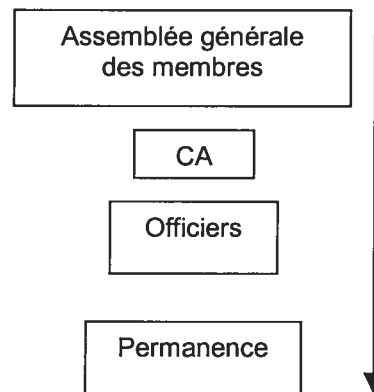 Assemblée générale
des membres
CA
Officiers
Permanence